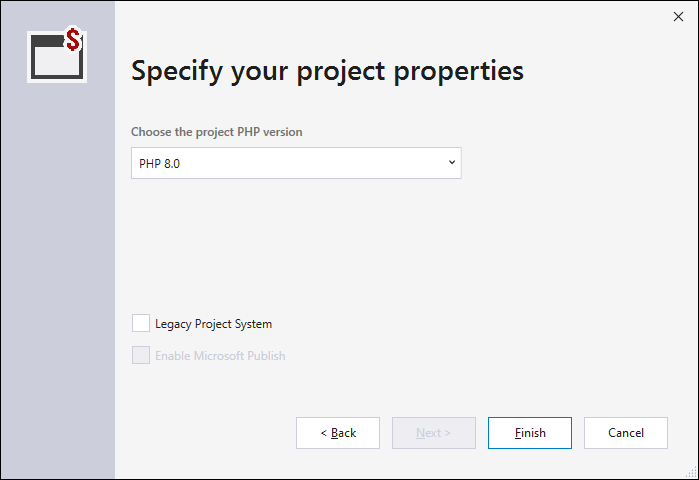 $
Specify your project properties
Choose the project PHP version
PHP 8.0
Legacy Project System
Enable Microsoft Publish
< Back
Next >
Finish
Cancel